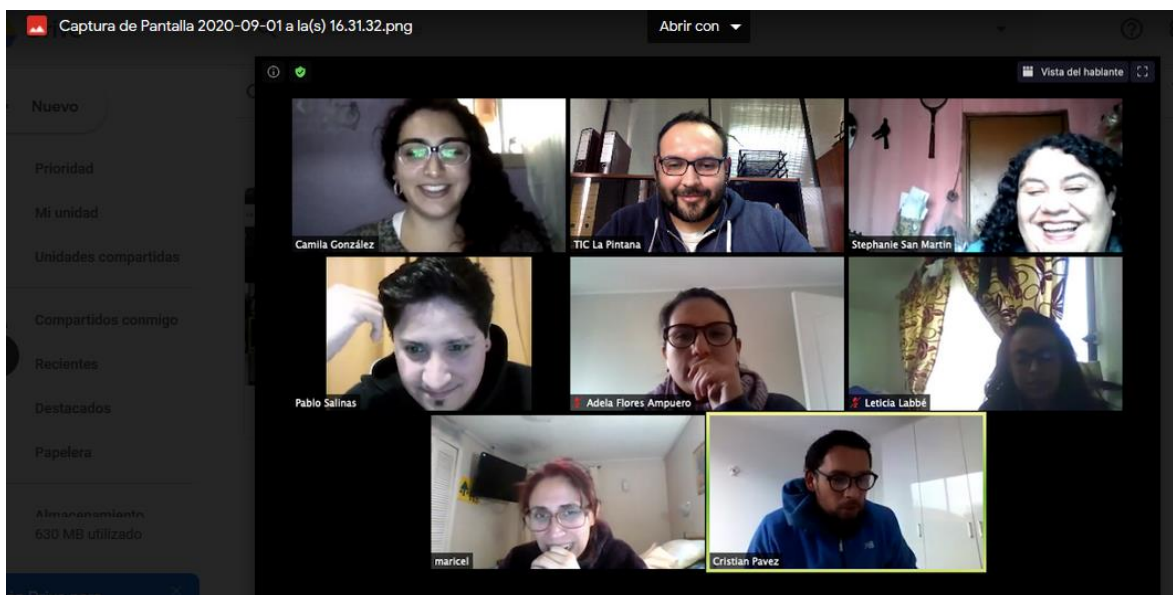 Captura de Pantalla 2020-09-01 a la(s) 16.31.32.png
Abrir con
Vista del hablante
Nuevo
Prioridad
Mi unidad
Unidades compartidas
Compartidos conmigo
Recientes
Destacados
Papelera
Almacenamiento
630 MB utilizado
Camila González
TIC La Pintana
Stephanie San Martin
Pablo Salinas
Adela Flores Ampuero
Leticia Labbé
maricel
Cristian Pavez